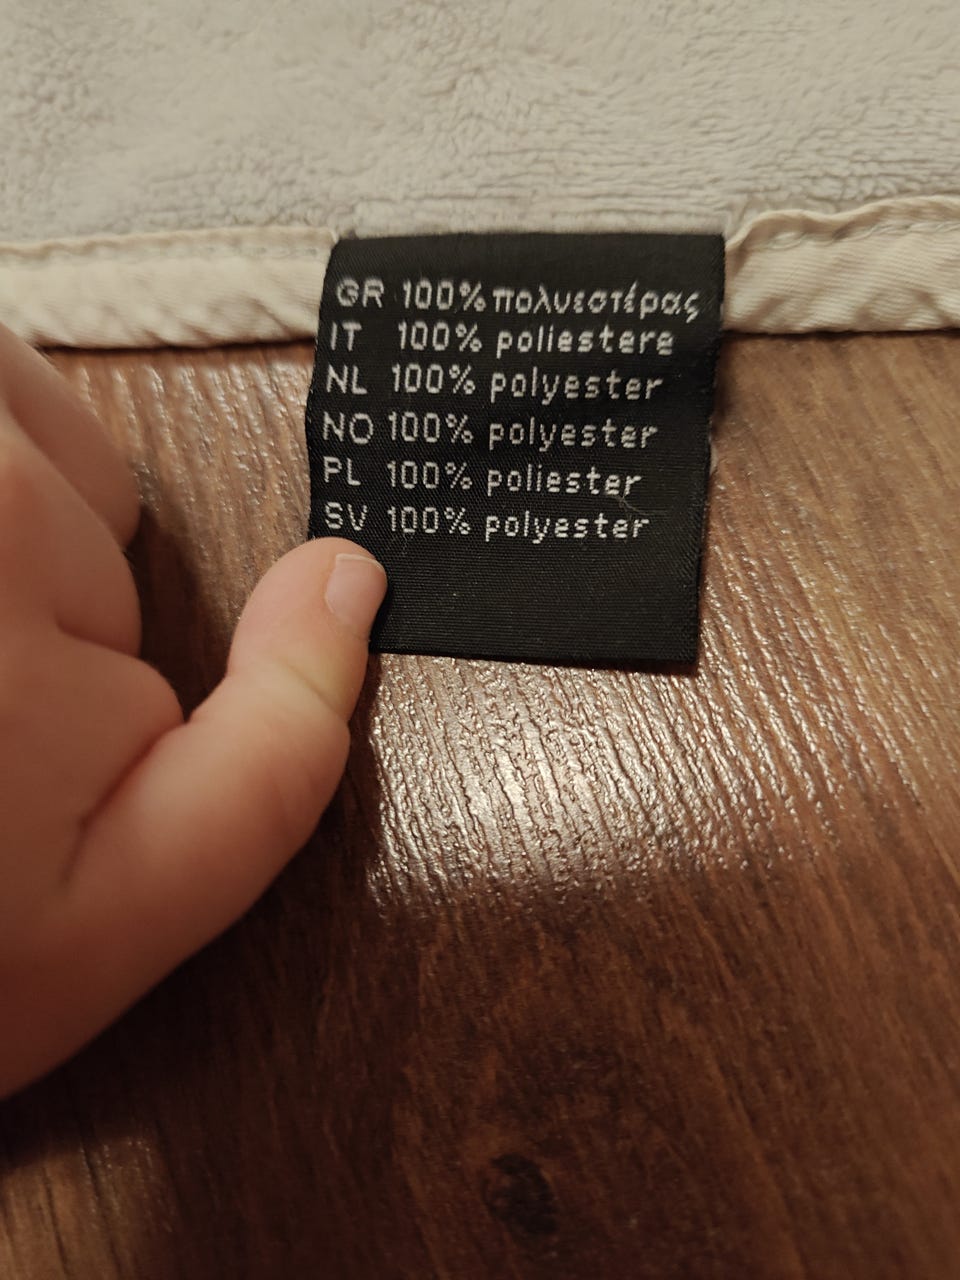 GR 100% πολυεστέρας
IT 100% poliestere
NL 100% polyester
NO 100% polyester
PL 100% poliester
SV 100% polyester